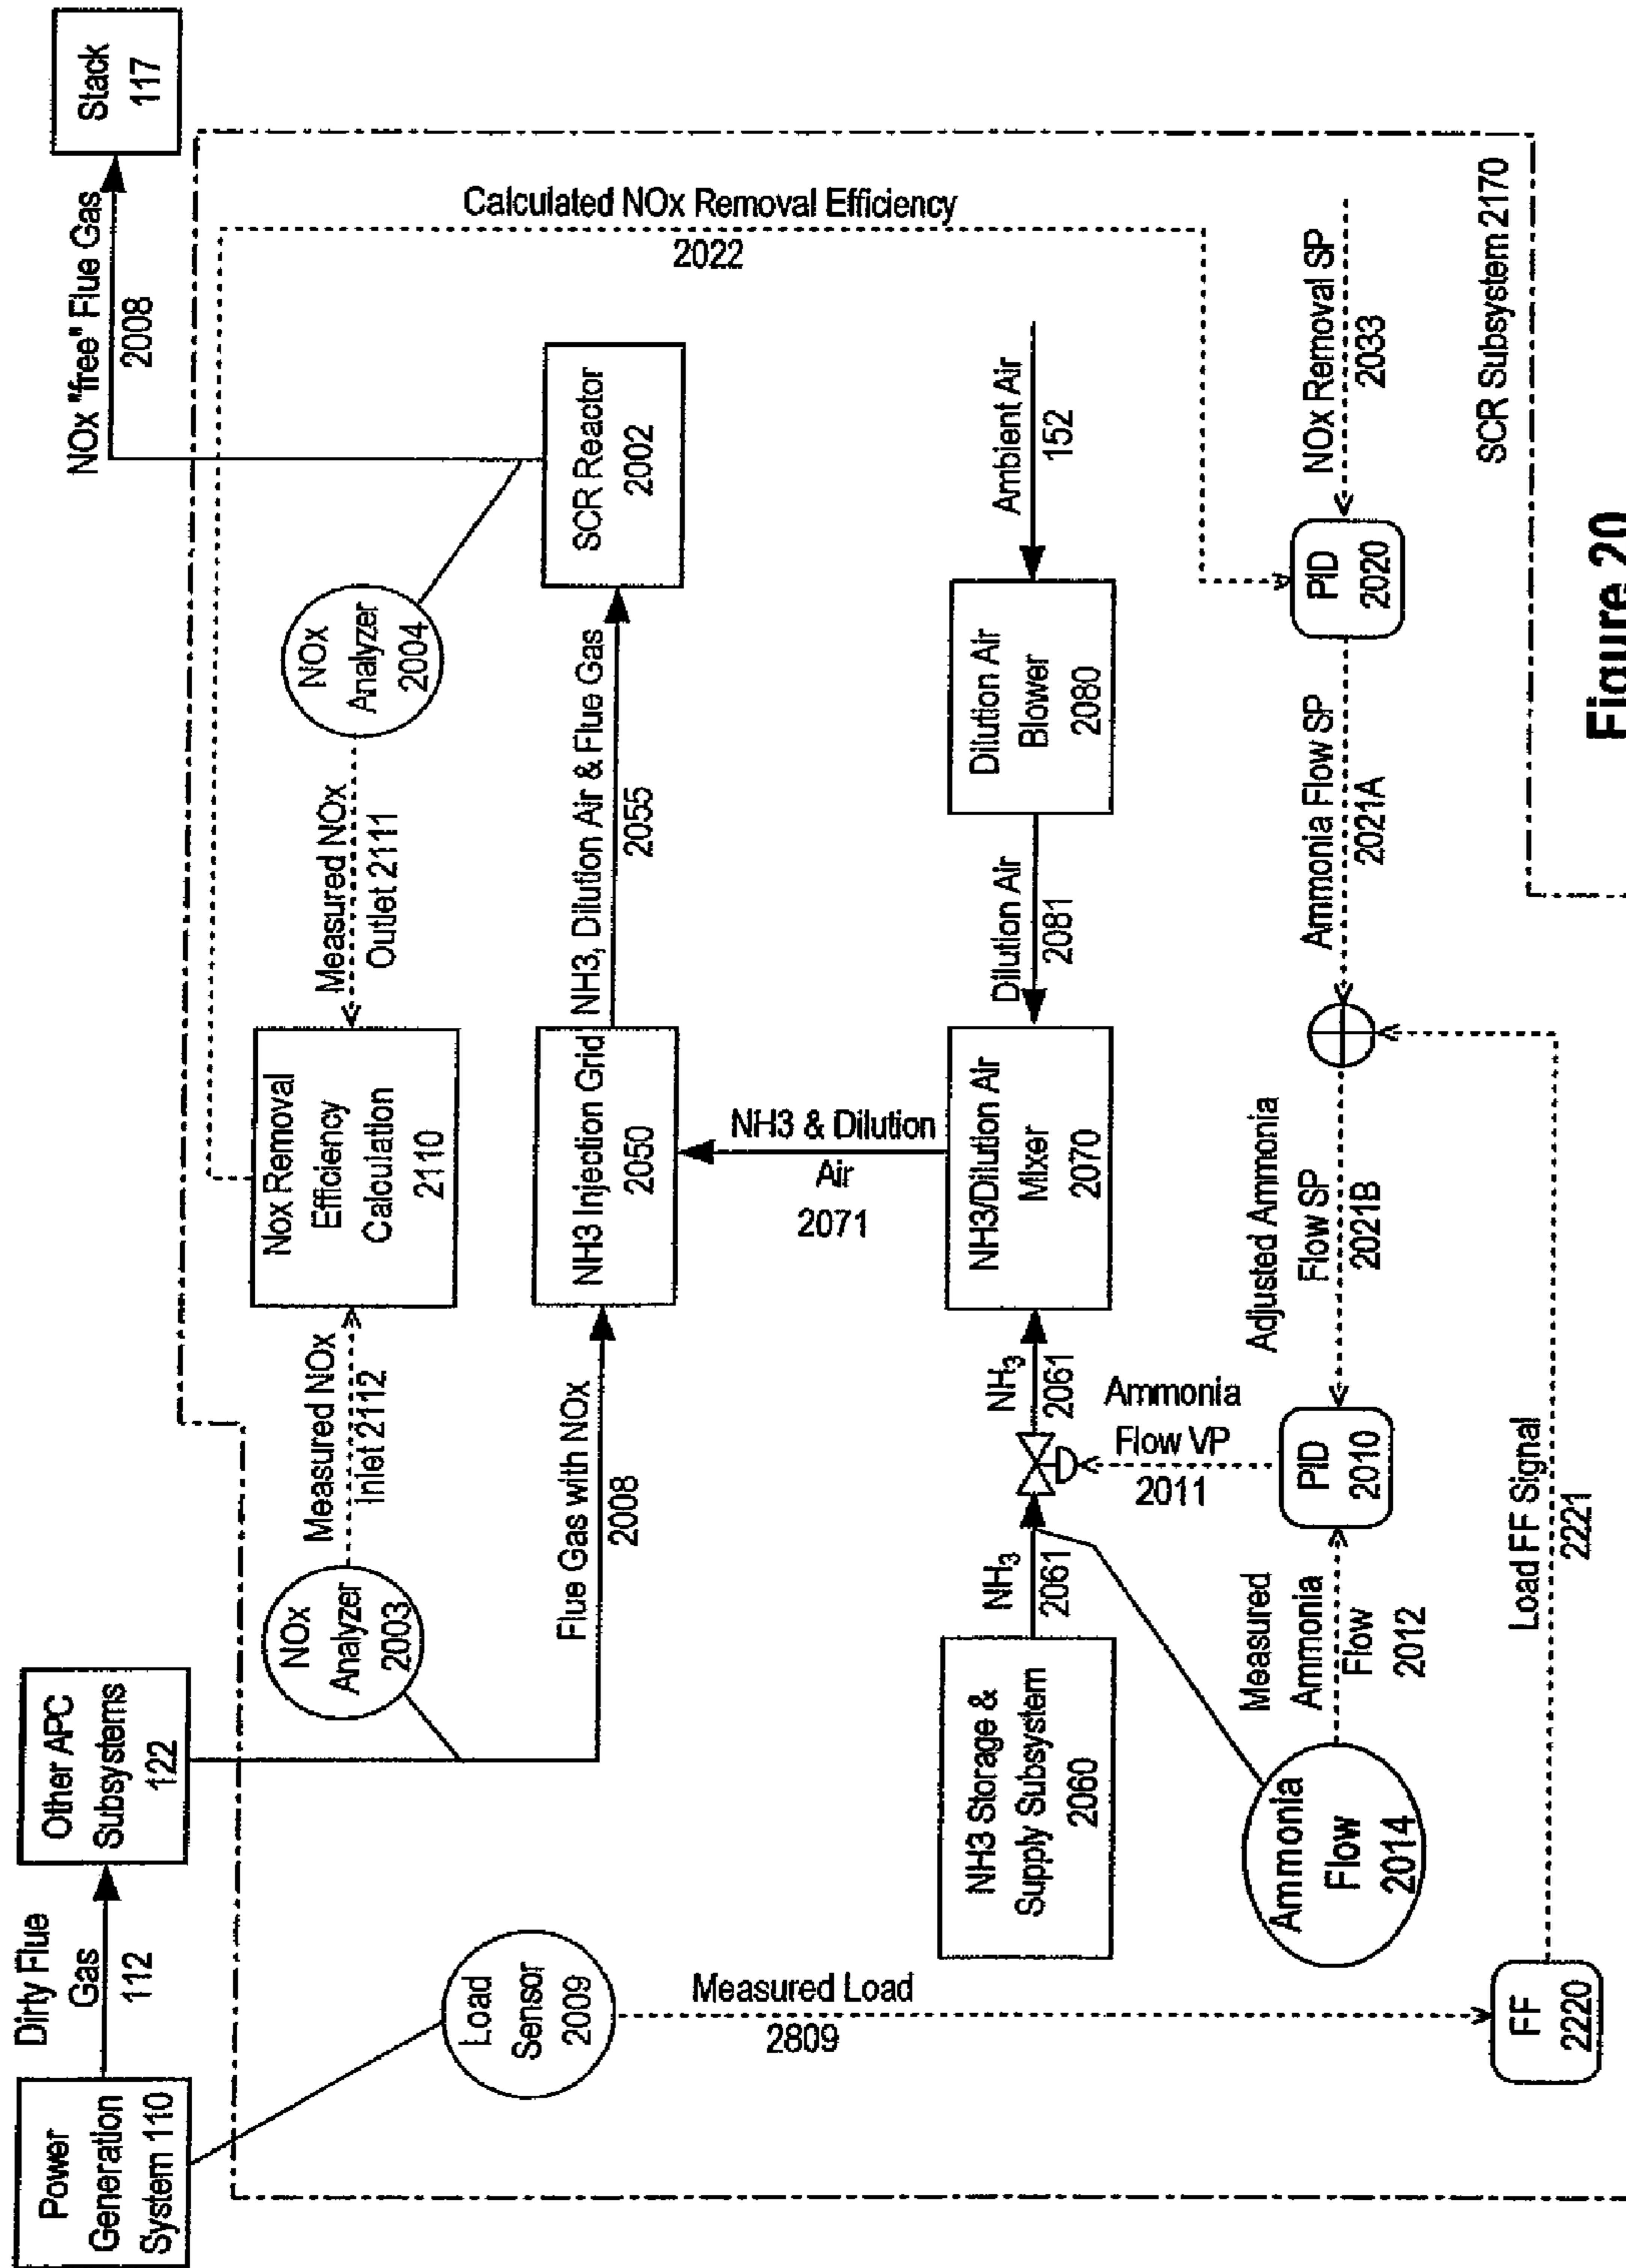 Power
Generation
System 110
Dirty Flue
Gas
112
Other APC
Subsystems
122
NOx "free" Flue Gas
2008
Stack
117
Load
Sensor
2009
Measured Load
2809
NOx
Analyzer
2003
Measured NOx
Inlet 2112
Nox Removal
Efficiency
Calculation
2110
Measured NOx
Outlet 2111
NOx
Analyzer
2004
Calculated NOx Removal Efficiency
2022
Flue Gas with NOx
2008
NH3 Injection Grid
2050
NH3, Dilution Air & Flue Gas
2055
SCR Reactor
2002
NH3 & Dilution
Air
2071
NH3 Storage &
Supply Subsystem
2060
NH₃
2061
NH₃
2061
NH3/Dilution Air
MIxer
2070
Dilution Air
2081
Dilution Air
Blower
2080
Ambient Air
152
Ammonia
Flow VP
2011
Ammonia
Flow
2014
Measured
Ammonia
Flow
2012
PID
2010
Adjusted Ammonia
Flow SP
2021B
Ammonia Flow SP
2021A
PID
2020
NOx Removal SP
2033
FF
2220
Load FF Signal
2221
SCR Subsystem 2170
Figure 20